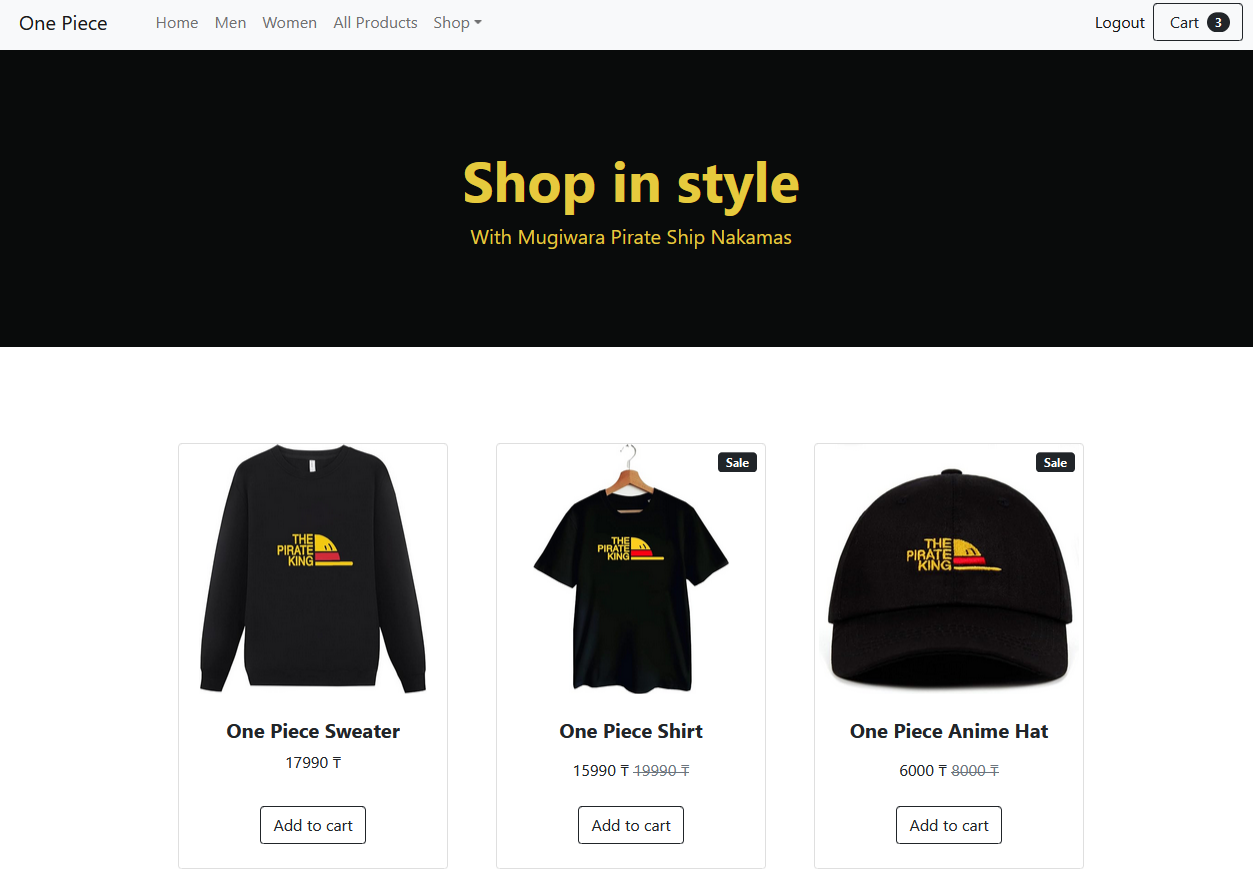 One Piece Home Men Women All Products Shop Logout Cart 3
Shop in style
With Mugiwara Pirate Ship Nakamas
THE
PIRATE
KING
Sale
THE
PIRATE
KING
Sale
THE
PIRATE
KING
One Piece Sweater
17990 ₸
Add to cart
One Piece Shirt
15990 ₸ 19990 ₸
Add to cart
One Piece Anime Hat
6000 ₸ 8000 ₸
Add to cart